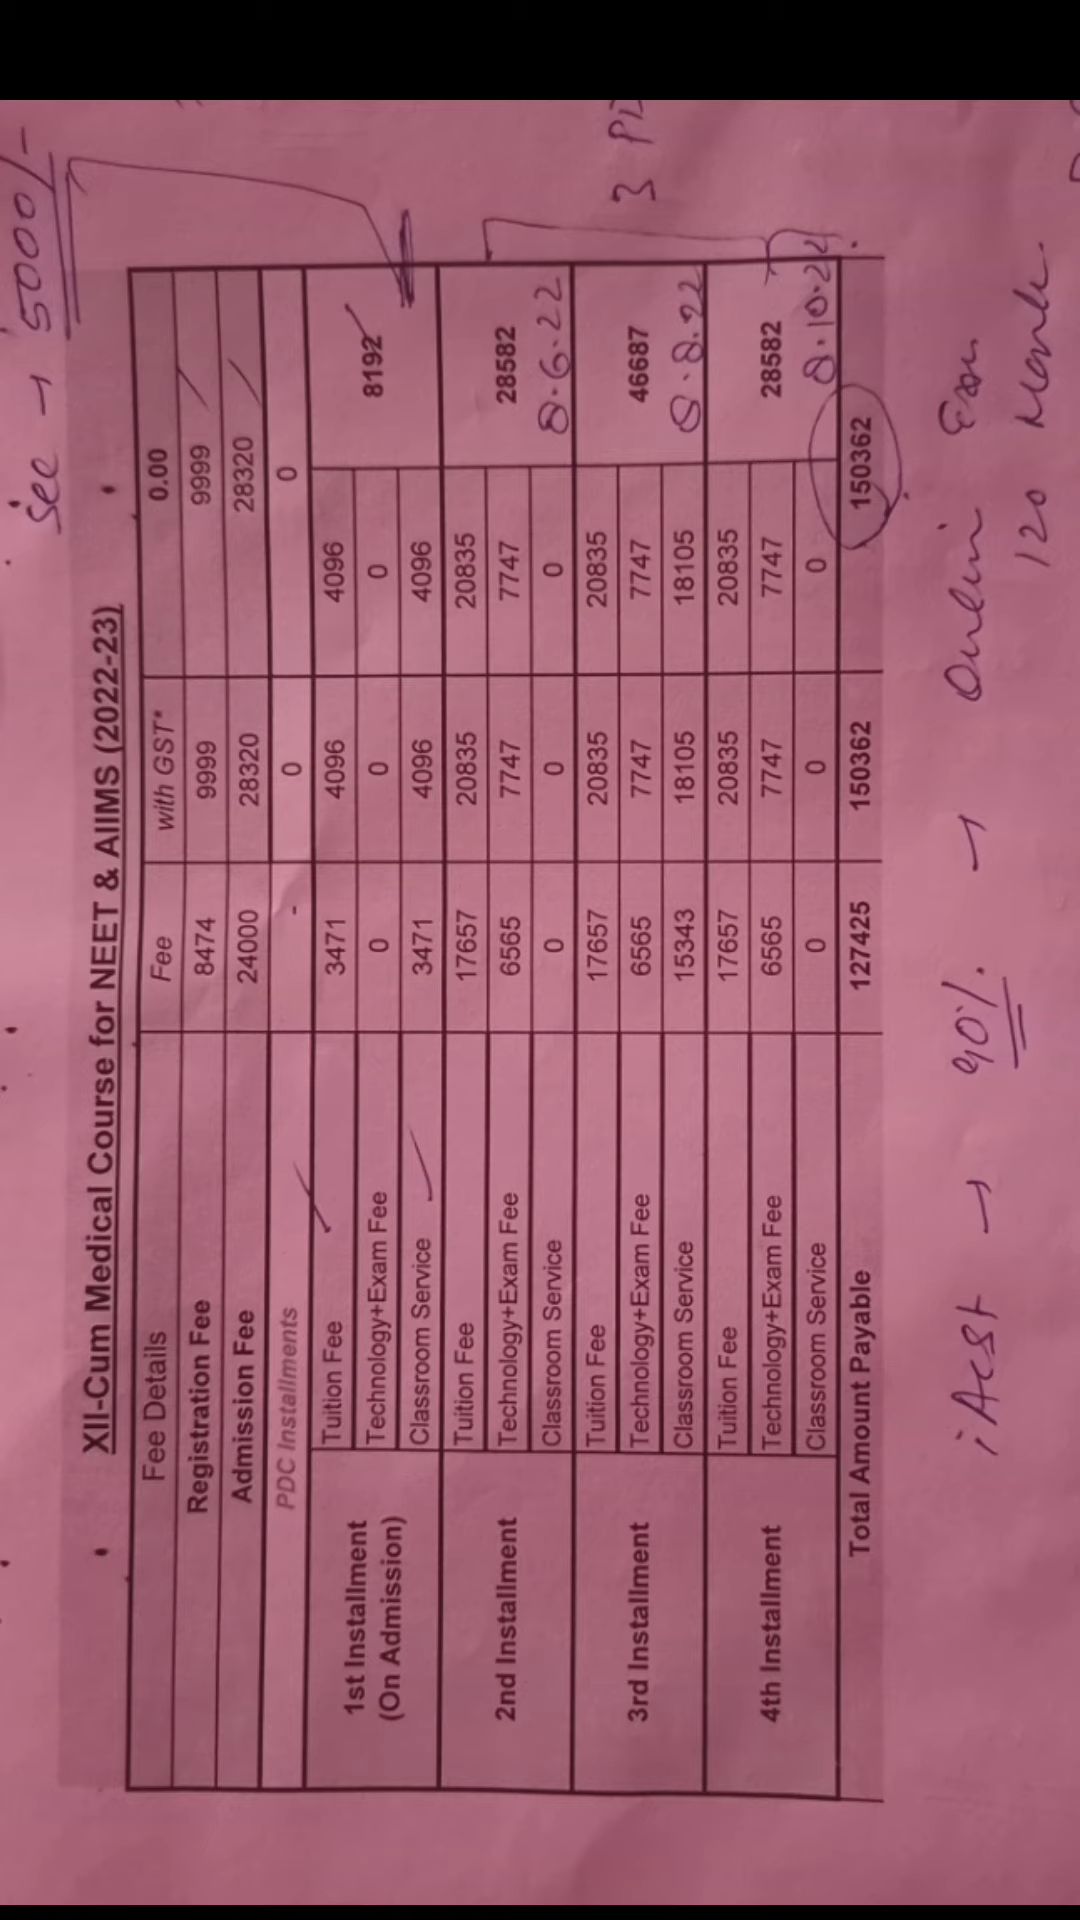 See → 5000/-
XII-Cum Medical Course for NEET & AIIMS (2022-23)
Fee Details Fee with GST* 0.00
Registration Fee 8474 9999 9999
Admission Fee 24000 28320 28320
PDC Installments - 0 0
1st Installment (On Admission) Tuition Fee 3471 4096 4096 8192
Technology+Exam Fee 0 0 0
Classroom Service 3471 4096 4096
2nd Installment Tuition Fee 17657 20835 20835 28582
Technology+Exam Fee 6565 7747 7747
Classroom Service 0 0 0 8.6.22
3rd Installment Tuition Fee 17657 20835 20835 46687
Technology+Exam Fee 6565 7747 7747
Classroom Service 15343 18105 18105 8.8.22
4th Installment Tuition Fee 17657 20835 20835 28582
Technology+Exam Fee 6565 7747 7747
Classroom Service 0 0 0 8.10.22
Total Amount Payable 127425 150362 150362
3 PD
iAcst → 90%. → Online Exam
120 Mark